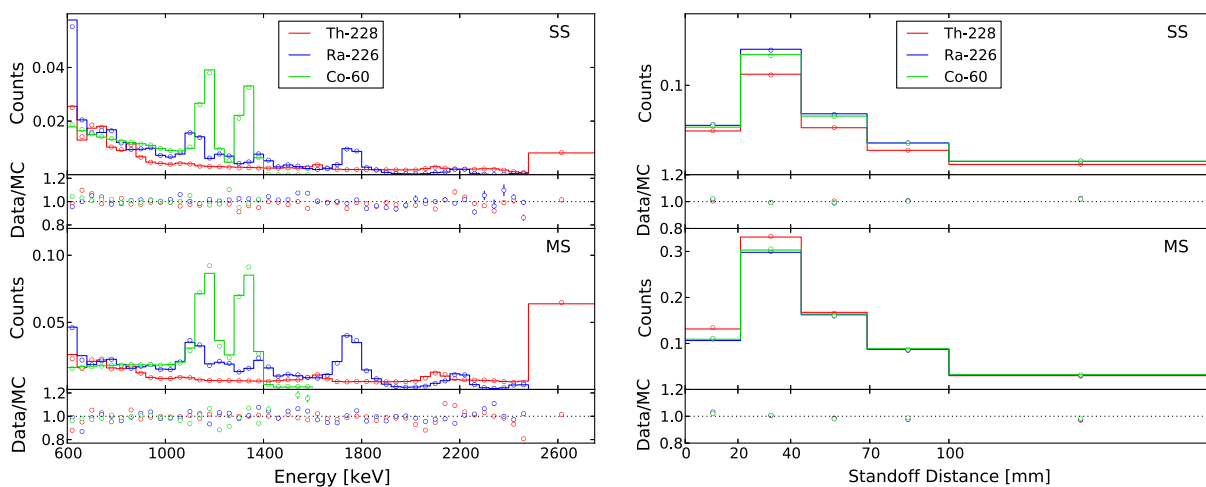 SS
Th-228
Ra-226
Co-60
Counts
0.04
0.02
1.2
1.0
Data/MC
MS
0.10
0.05
Counts
1.2
1.0
0.8
Data/MC
600 1000 1400 1800 2200 2600
Energy [keV]
SS
Th-228
Ra-226
Co-60
Counts
0.1
1.2
1.0
0.8
Data/MC
MS
0.3
0.2
0.1
Counts
1.2
1.0
0.8
Data/MC
0 20 40 69 100
Standoff Distance [mm]